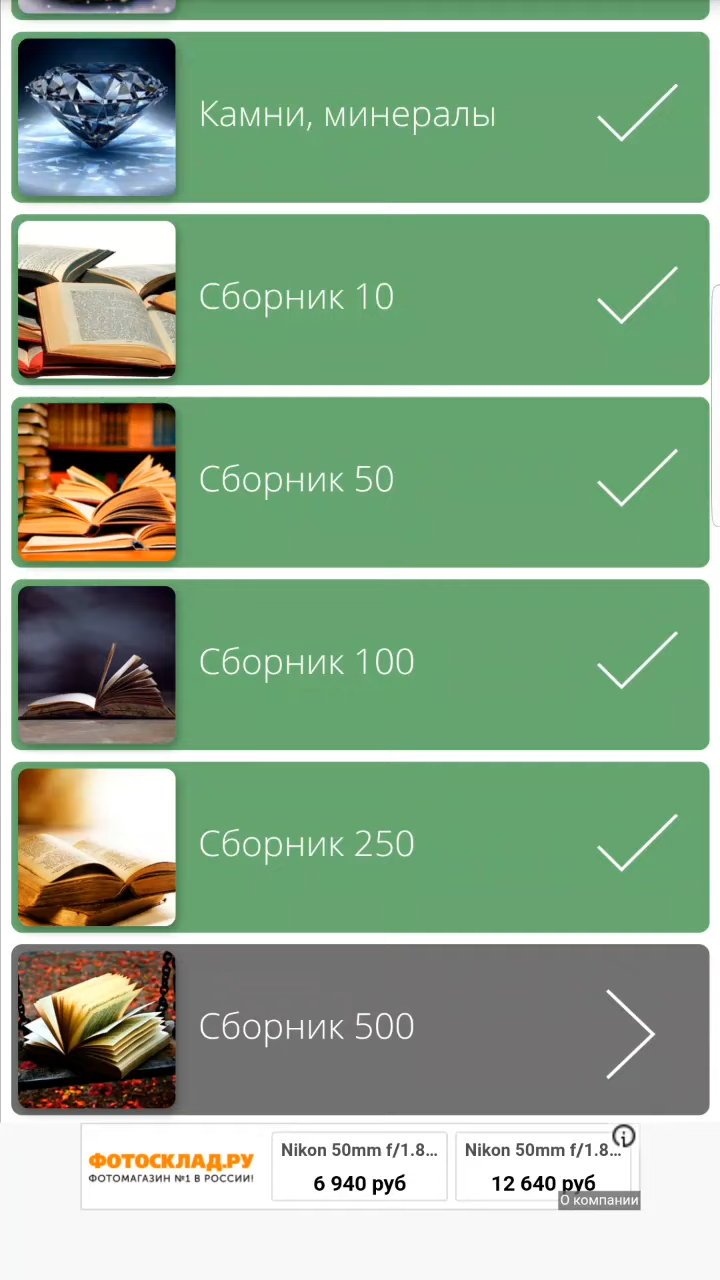 Камни, минералы
Сборник 10
Сборник 50
Сборник 100
Сборник 250
Сборник 500
ФОТОСКЛАД.РУ
ФОТОМАГАЗИН №1 В РОССИИ!
Nikon 50mm f/1.8...
6 940 руб
Nikon 50mm f/1.8...
12 640 руб
О компании